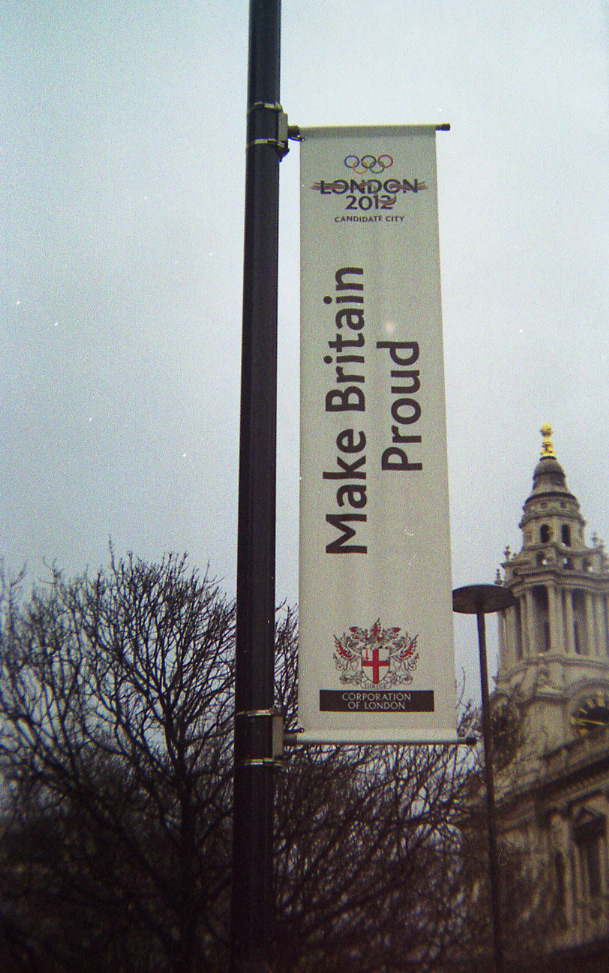 LONDON
2012
CANDIDATE CITY
Make Britain
Proud
CORPORATION
OF LONDON